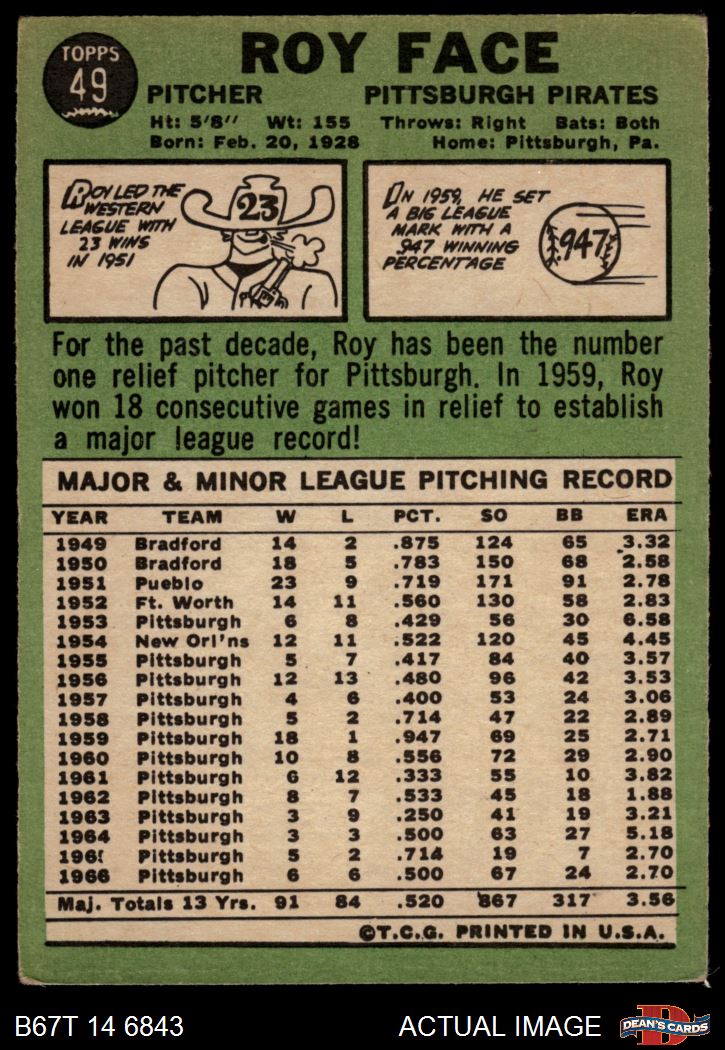 TOPPS
49
ROY FACE
PITCHER PITTSBURGH PIRATES
Ht: 5'8'' Wt: 155 Throws: Right Bats: Both
Born: Feb. 20, 1928 Home: Pittsburgh, Pa.
ROY LED THE
WESTERN
LEAGUE WITH
23 WINS
IN 1951
23
IN 1959, HE SET
A BIG LEAGUE
MARK WITH A
.947 WINNING
PERCENTAGE
.947
For the past decade, Roy has been the number
one relief pitcher for Pittsburgh. In 1959, Roy
won 18 consecutive games in relief to establish
a major league record!
MAJOR & MINOR LEAGUE PITCHING RECORD
YEAR TEAM W L PCT. SO BB ERA
1949 Bradford 14 2 .875 124 65 3.32
1950 Bradford 18 5 .783 150 68 2.58
1951 Pueblo 23 9 .719 171 91 2.78
1952 Ft. Worth 14 11 .560 130 58 2.83
1953 Pittsburgh 6 8 .429 56 30 6.58
1954 New Orl'ns 12 11 .522 120 45 4.45
1955 Pittsburgh 5 7 .417 84 40 3.57
1956 Pittsburgh 12 13 .480 96 42 3.53
1957 Pittsburgh 4 6 .400 53 24 3.06
1958 Pittsburgh 5 2 .714 47 22 2.89
1959 Pittsburgh 18 1 .947 69 25 2.71
1960 Pittsburgh 10 8 .556 72 29 2.90
1961 Pittsburgh 6 12 .333 55 10 3.82
1962 Pittsburgh 8 7 .533 45 18 1.88
1963 Pittsburgh 3 9 .250 41 19 3.21
1964 Pittsburgh 3 3 .500 63 27 5.18
1965 Pittsburgh 5 2 .714 19 7 2.70
1966 Pittsburgh 6 6 .500 67 24 2.70
Maj. Totals 13 Yrs. 91 84 .520 867 317 3.56
©T.C.G. PRINTED IN U.S.A.
B67T 14 6843 ACTUAL IMAGE DEAN'S CARDS